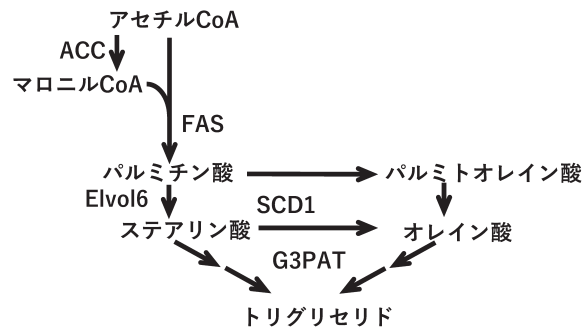 アセチルCoA
ACC
マロニルCoA
FAS
パルミチン酸
パルミトオレイン酸
Elvol6
SCD1
ステアリン酸
オレイン酸
G3PAT
トリグリセリド